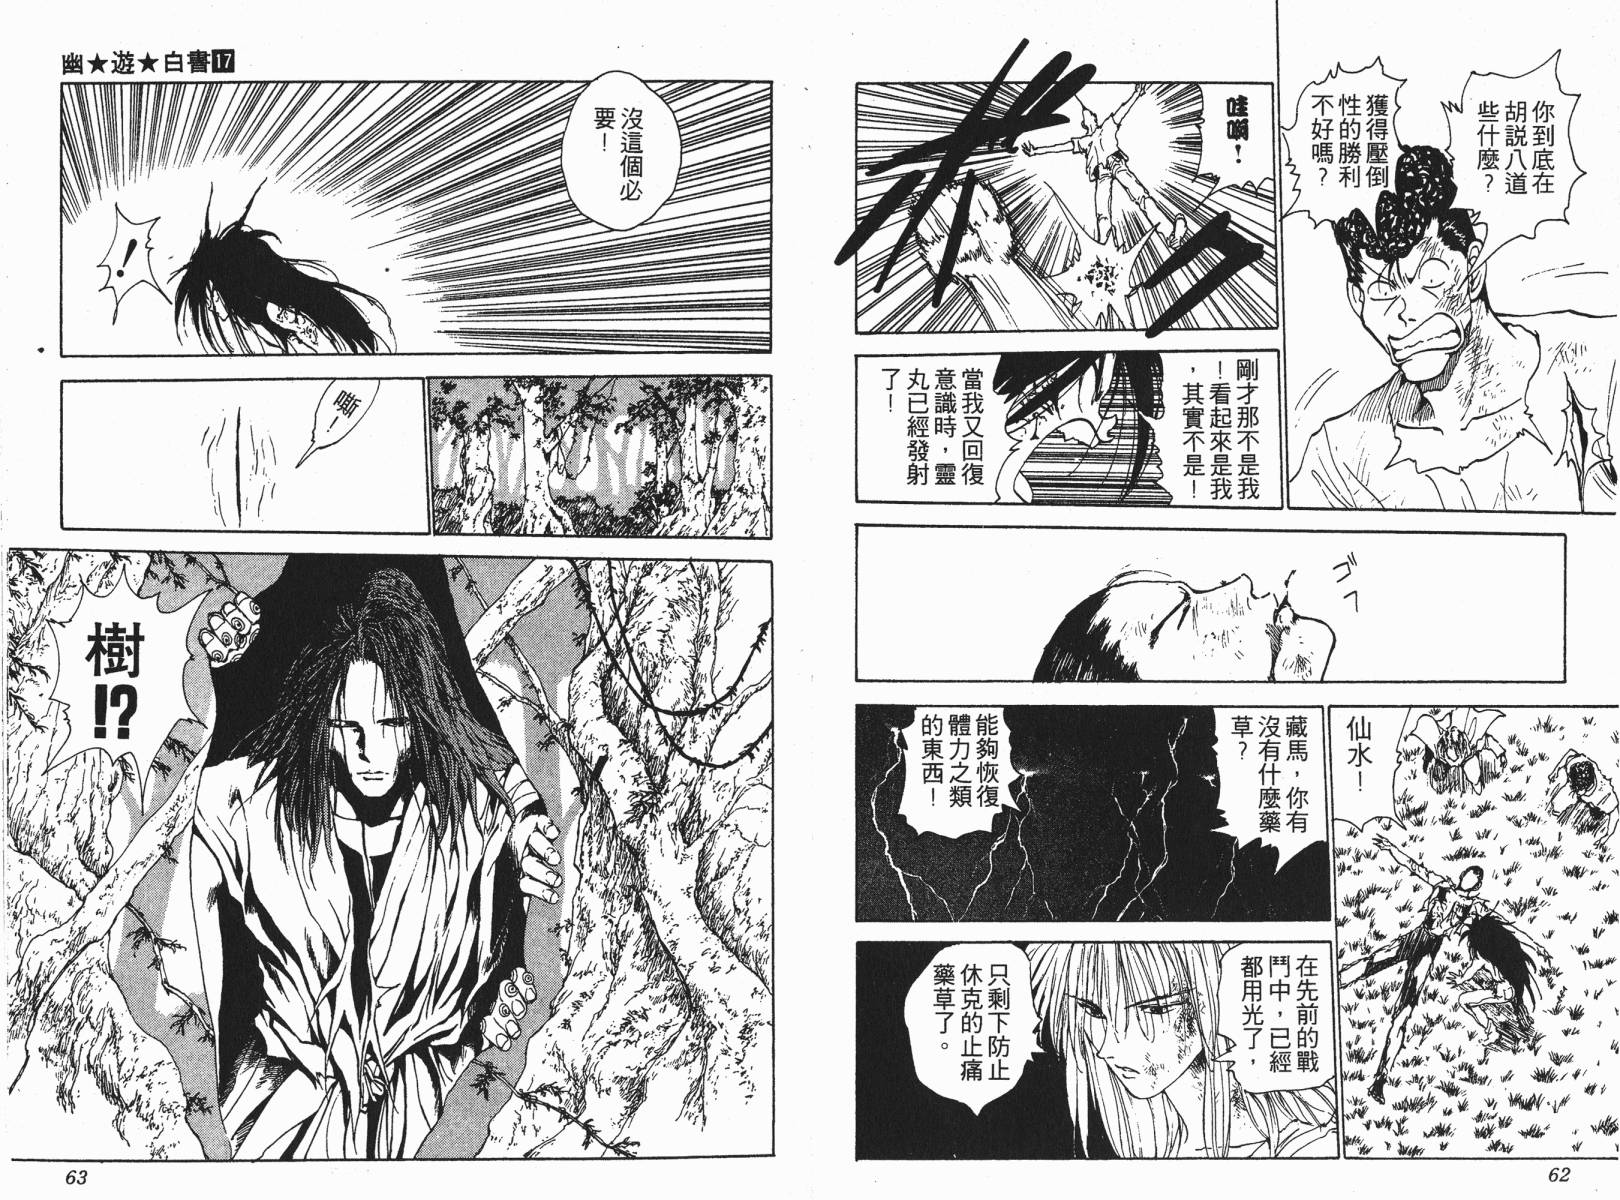 你到底在
胡說八道
些什麼?
獲得壓倒
性的勝利
不好嗎?
哇啊!
剛才那不是我
!看起來是我
,其實不是!
當我又回復
意識時,靈
丸已經發射
了!
ゴクッ
仙水!
藏馬,你有
沒有什麼藥
草?
能夠恢復
體力之類
的東西!
在先前的戰
鬥中,已經
都用光了,
只剩下防止
休克的止痛
藥草了。
62
幽★遊★白書17
沒這個必
要!
!
嘶—
樹!?
63